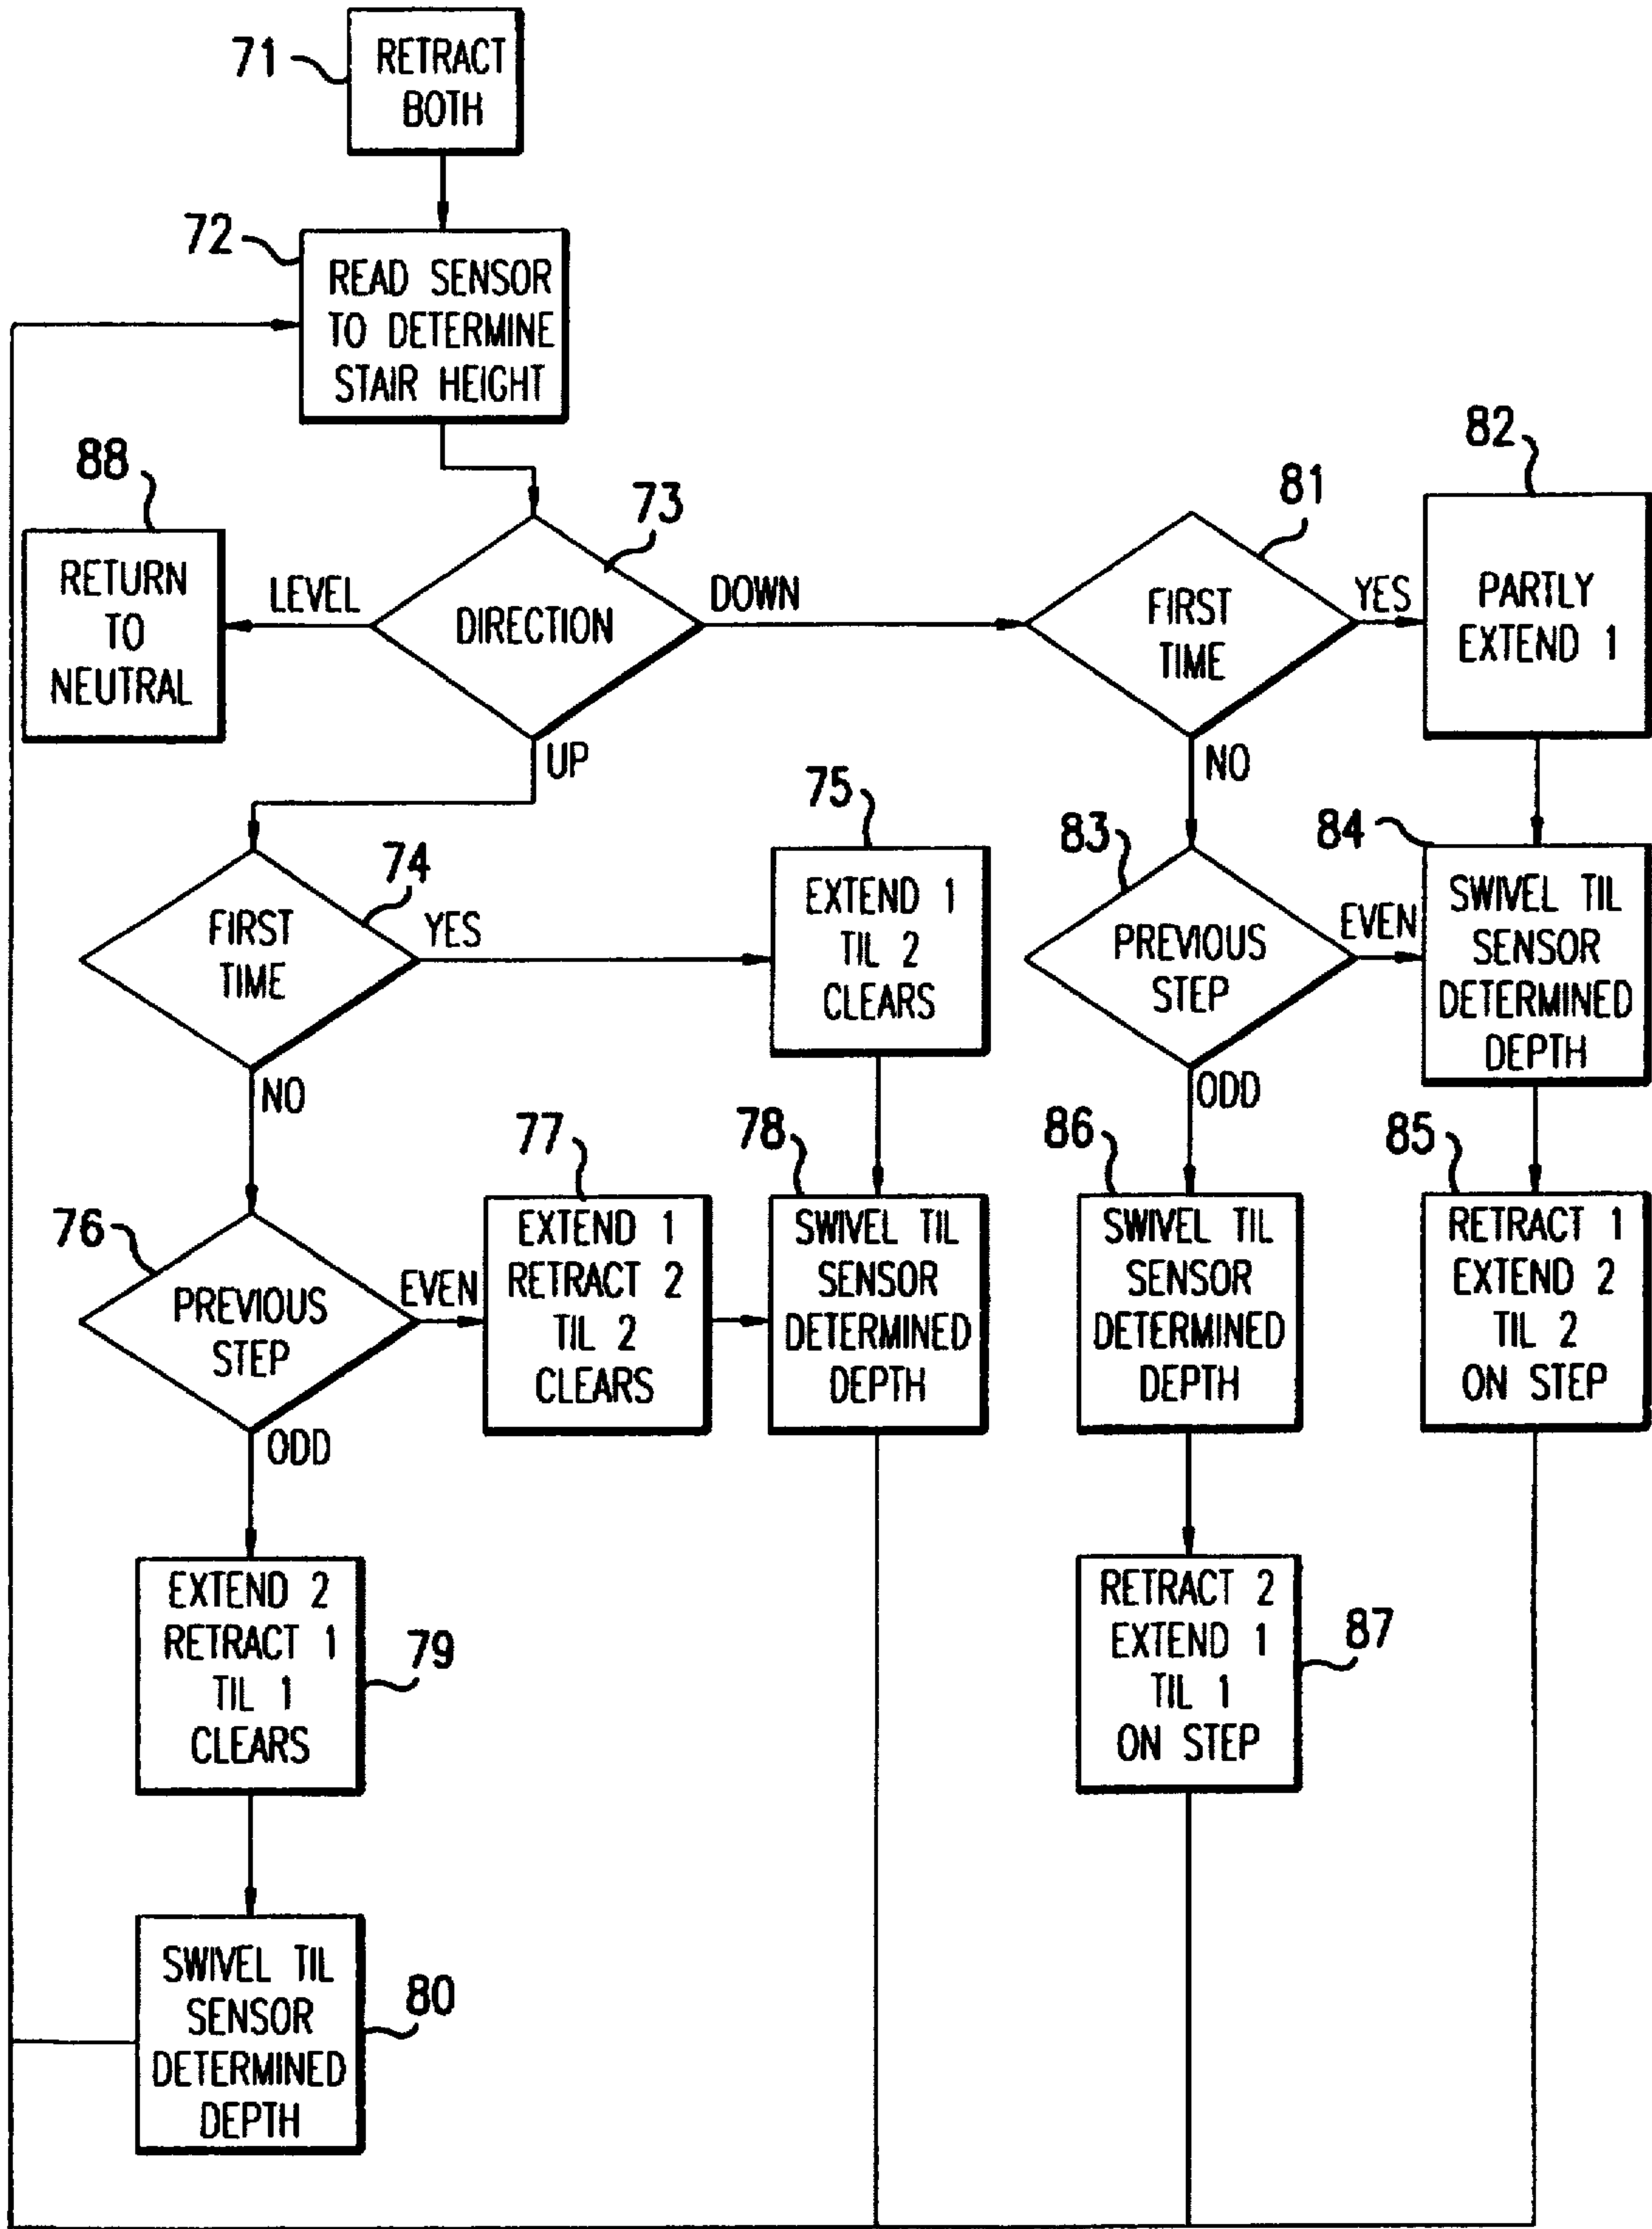 71
RETRACT
BOTH
72
READ SENSOR
TO DETERMINE
STAIR HEIGHT
88
RETURN
TO
NEUTRAL
LEVEL
73
DIRECTION
DOWN
UP
81
FIRST
TIME
YES
NO
82
PARTLY
EXTEND 1
74
FIRST
TIME
YES
NO
75
EXTEND 1
TIL 2
CLEARS
83
PREVIOUS
STEP
EVEN
ODD
84
SWIVEL TIL
SENSOR
DETERMINED
DEPTH
76
PREVIOUS
STEP
EVEN
ODD
77
EXTEND 1
RETRACT 2
TIL 2
CLEARS
78
SWIVEL TIL
SENSOR
DETERMINED
DEPTH
86
SWIVEL TIL
SENSOR
DETERMINED
DEPTH
85
RETRACT 1
EXTEND 2
TIL 2
ON STEP
79
EXTEND 2
RETRACT 1
TIL 1
CLEARS
87
RETRACT 2
EXTEND 1
TIL 1
ON STEP
80
SWIVEL TIL
SENSOR
DETERMINED
DEPTH